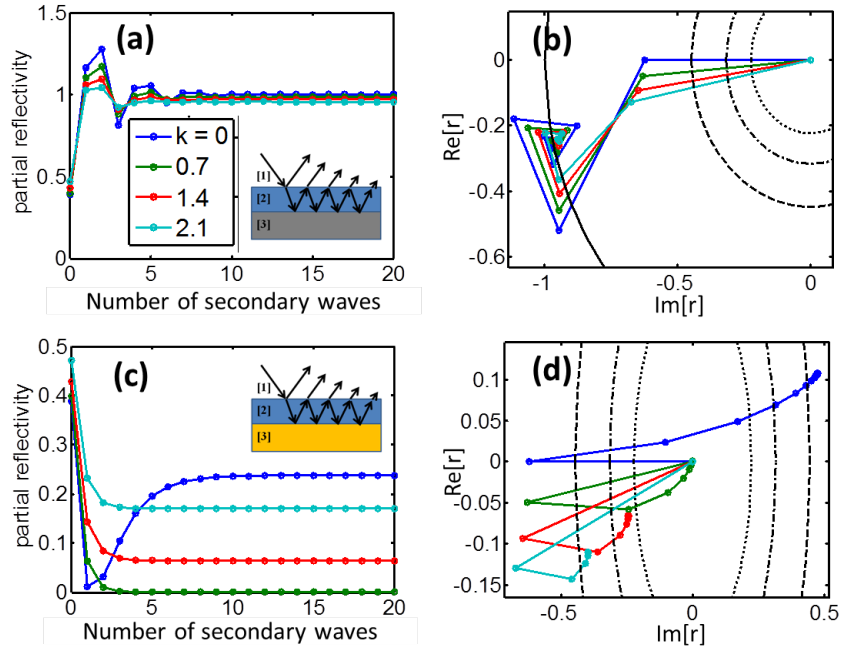 (a)
partial reflectivity
1.5
1
0.5
0
k = 0
0.7
1.4
2.1
[1]
[2]
[3]
0 5 10 15 20
Number of secondary waves
(b)
Re[r]
0
-0.2
-0.4
-0.6
-1 -0.5 0
Im[r]
(c)
partial reflectivity
0.5
0.4
0.3
0.2
0.1
0
[1]
[2]
[3]
0 5 10 15 20
Number of secondary waves
(d)
Re[r]
0.1
0.05
0
-0.05
-0.1
-0.15
-0.5 0 0.5
Im[r]